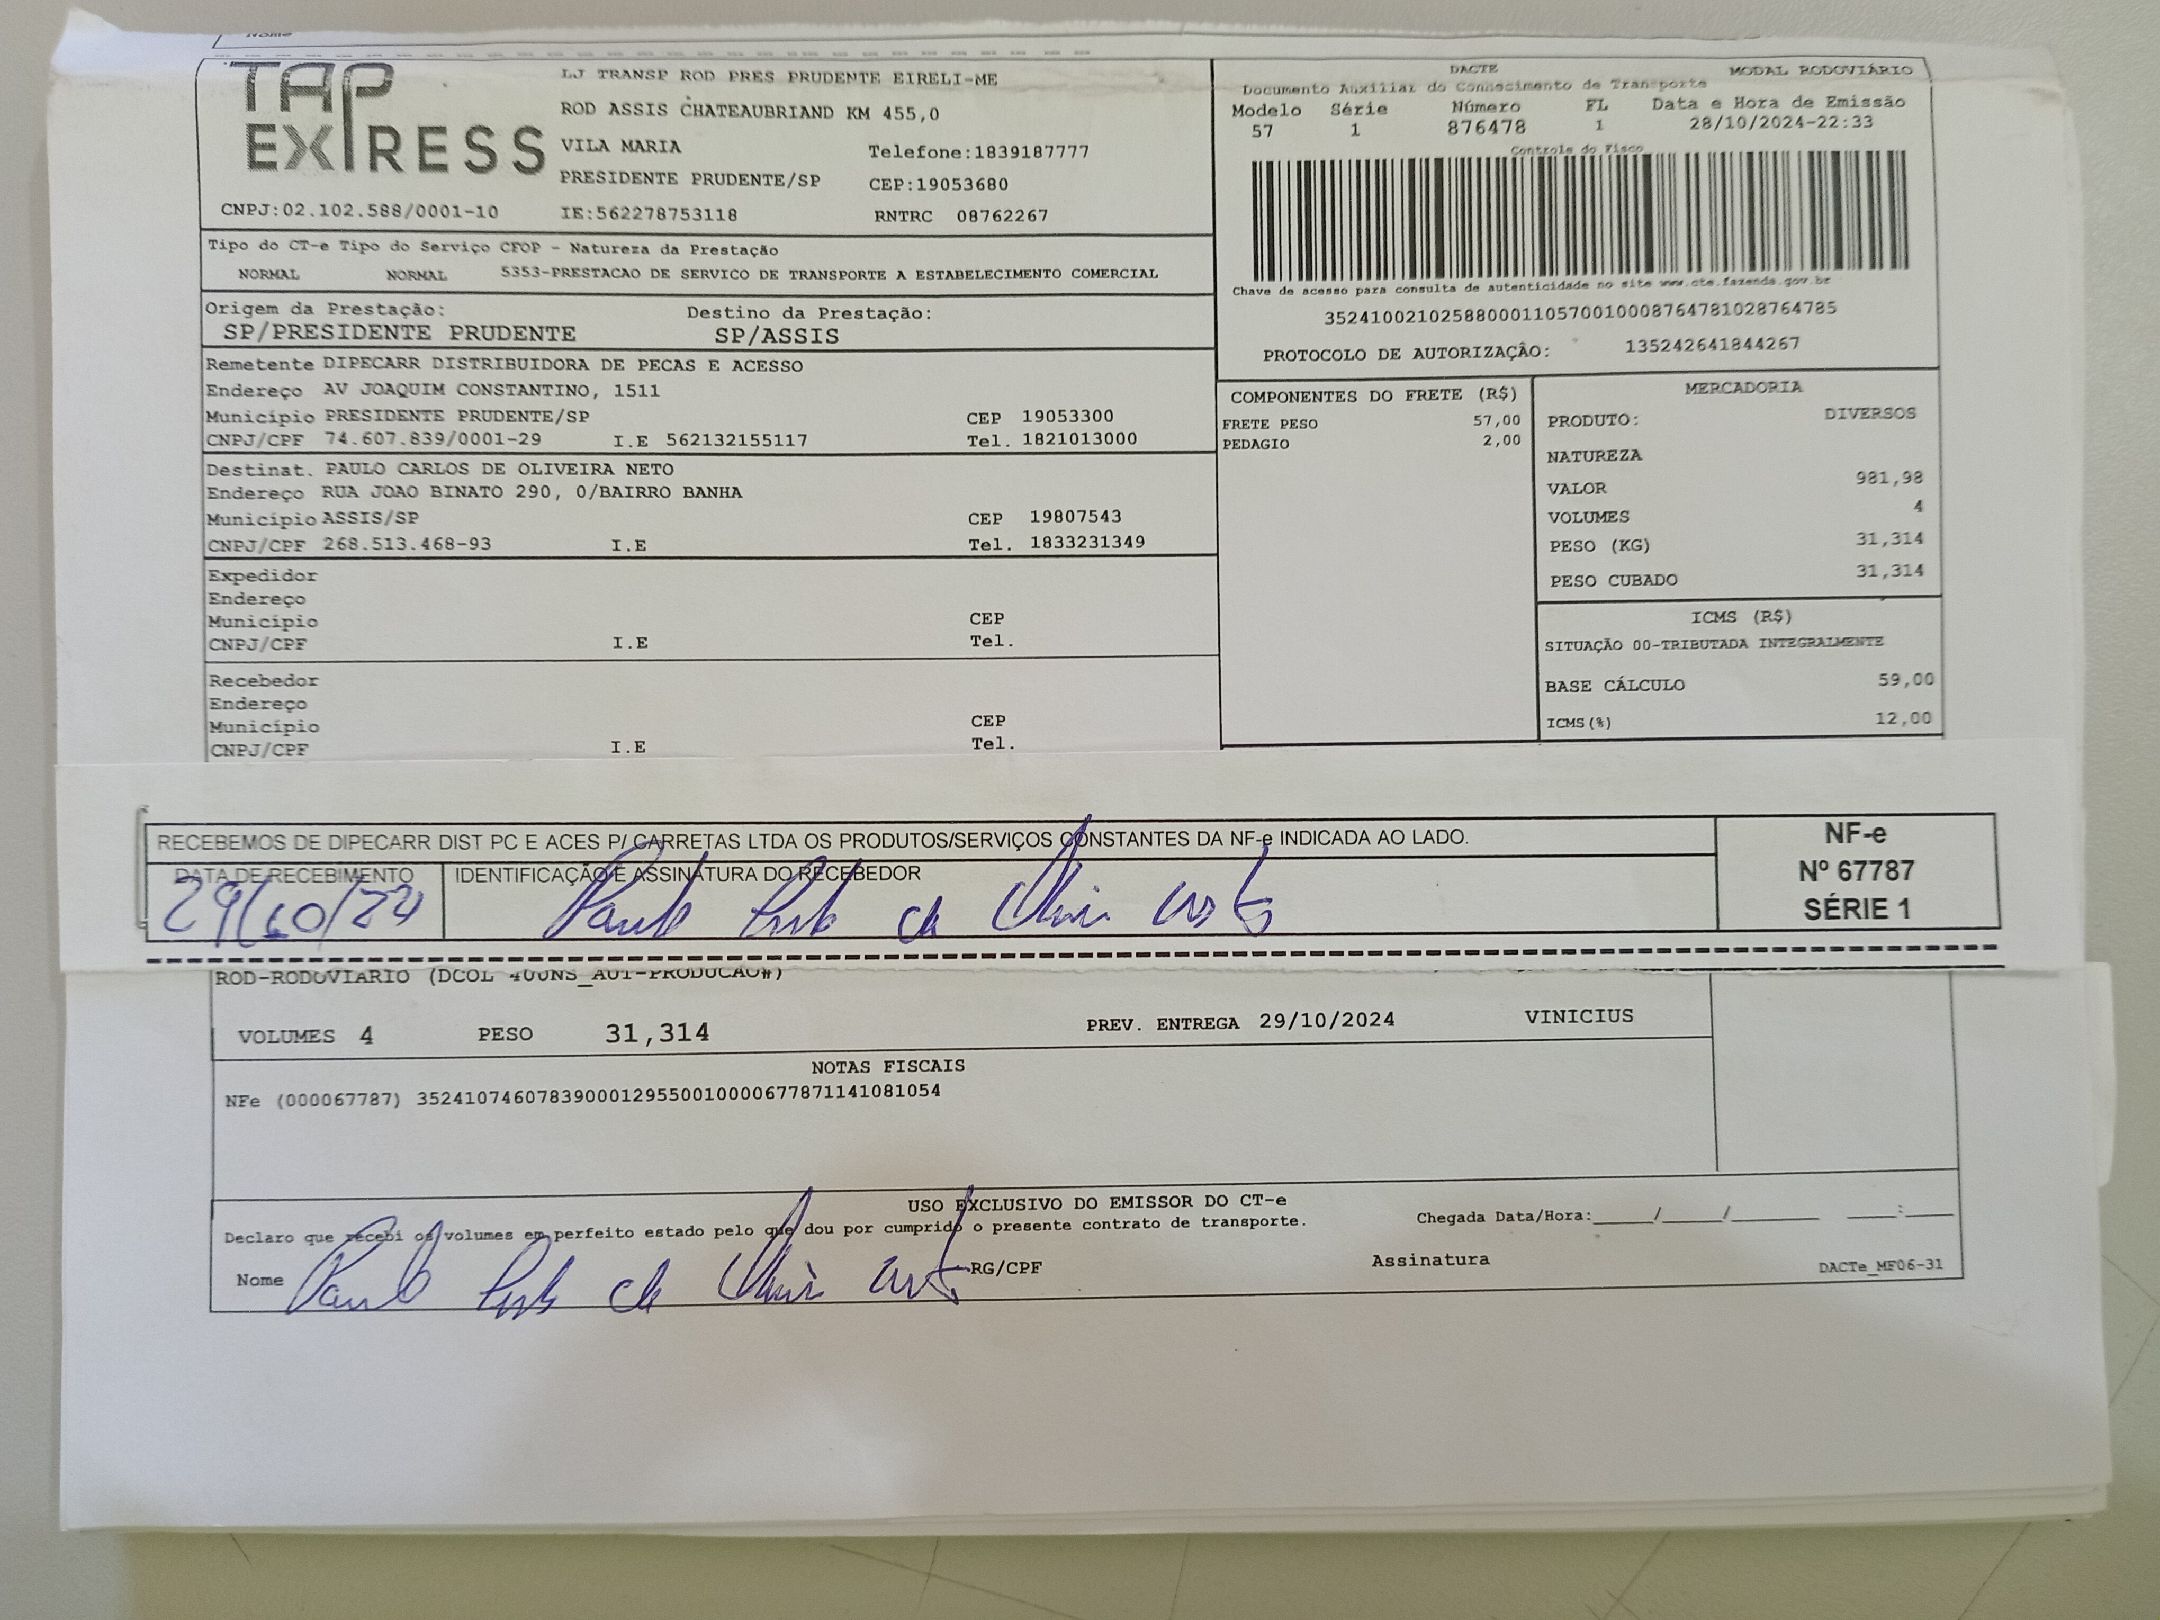 Nome
TAP EXPRESS
LJ TRANSP ROD PRES PRUDENTE EIRELI-ME
ROD ASSIS CHATEAUBRIAND KM 455,0
VILA MARIA Telefone:1839187777
PRESIDENTE PRUDENTE/SP CEP:19053680
CNPJ:02.102.588/0001-10 IE:562278753118 RNTRC 08762267
DACTE MODAL RODOVIÁRIO
Documento Auxiliar do Conhecimento de Transporte
Modelo Série Número FL Data e Hora de Emissão
57 1 876478 1 28/10/2024-22:33
Controle do Fisco
Chave de acesso para consulta de autenticidade no site www.cte.fazenda.gov.br
35241002102588000110570010008764781028764785
PROTOCOLO DE AUTORIZAÇÃO: 135242641844267
Tipo do CT-e Tipo do Serviço CFOP - Natureza da Prestação
NORMAL NORMAL 5353-PRESTACAO DE SERVICO DE TRANSPORTE A ESTABELECIMENTO COMERCIAL
Origem da Prestação: Destino da Prestação:
SP/PRESIDENTE PRUDENTE SP/ASSIS
Remetente DIPECARR DISTRIBUIDORA DE PECAS E ACESSO
Endereço AV JOAQUIM CONSTANTINO, 1511
Município PRESIDENTE PRUDENTE/SP CEP 19053300
CNPJ/CPF 74.607.839/0001-29 I.E 562132155117 Tel. 1821013000
Destinat. PAULO CARLOS DE OLIVEIRA NETO
Endereço RUA JOAO BINATO 290, 0/BAIRRO BANHA
Município ASSIS/SP CEP 19807543
CNPJ/CPF 268.513.468-93 I.E Tel. 1833231349
Expedidor
Endereço
Município CEP
CNPJ/CPF I.E Tel.
Recebedor
Endereço
Município CEP
CNPJ/CPF I.E Tel.
COMPONENTES DO FRETE (R$)
FRETE PESO 57,00
PEDAGIO 2,00
MERCADORIA
PRODUTO: DIVERSOS
NATUREZA
VALOR 981,98
VOLUMES 4
PESO (KG) 31,314
PESO CUBADO 31,314
ICMS (R$)
SITUAÇÃO 00-TRIBUTADA INTEGRALMENTE
BASE CÁLCULO 59,00
ICMS(%) 12,00
RECEBEMOS DE DIPECARR DIST PC E ACES P/ CARRETAS LTDA OS PRODUTOS/SERVIÇOS CONSTANTES DA NF-e INDICADA AO LADO.
DATA DE RECEBIMENTO IDENTIFICAÇÃO E ASSINATURA DO RECEBEDOR
29/10/24 Paulo
NF-e
Nº 67787
SÉRIE 1
ROD-RODOVIARIO (DCOL 400NS_AUT-PRODUCAO#)
VOLUMES 4 PESO 31,314 PREV. ENTREGA 29/10/2024 VINICIUS
NOTAS FISCAIS
NFe (000067787) 35241074607839000129550010000677871141081054
USO EXCLUSIVO DO EMISSOR DO CT-e
Declaro que recebi os volumes em perfeito estado pelo que dou por cumprido o presente contrato de transporte.
Chegada Data/Hora:_____/_____/_______ ____:____
Nome Paulo RG/CPF Assinatura
DACTe_MF06-31